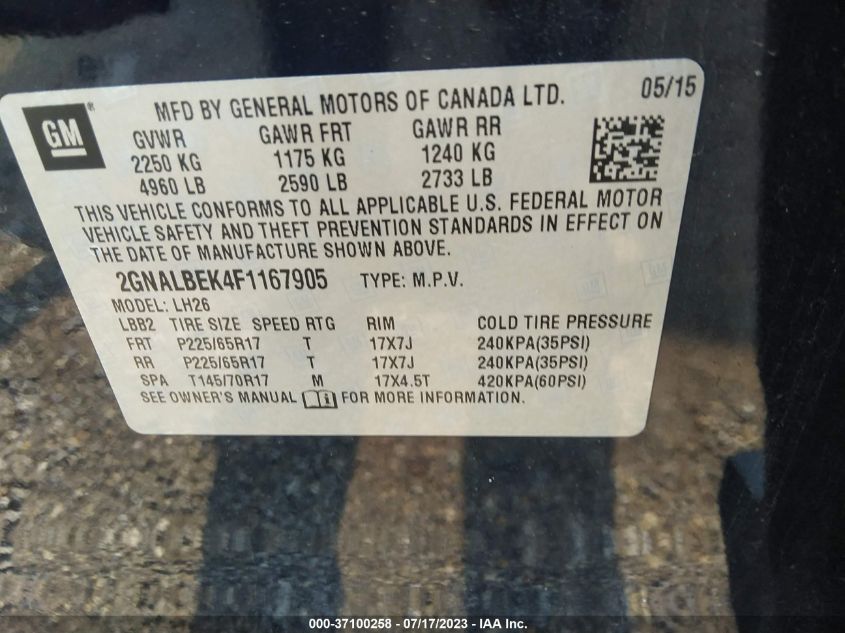 GM ®
MFD BY GENERAL MOTORS OF CANADA LTD. 05/15
GVWR GAWR FRT GAWR RR
2250 KG 1175 KG 1240 KG
4960 LB 2590 LB 2733 LB
THIS VEHICLE CONFORMS TO ALL APPLICABLE U.S. FEDERAL MOTOR
VEHICLE SAFETY AND THEFT PREVENTION STANDARDS IN EFFECT ON
THE DATE OF MANUFACTURE SHOWN ABOVE.
2GNALBEK4F1167905 TYPE: M.P.V.
MODEL: LH26
LBB2 TIRE SIZE SPEED RTG RIM COLD TIRE PRESSURE
FRT P225/65R17 T 17X7J 240KPA(35PSI)
RR P225/65R17 T 17X7J 240KPA(35PSI)
SPA T145/70R17 M 17X4.5T 420KPA(60PSI)
SEE OWNER'S MANUAL FOR MORE INFORMATION.
000-37100258 - 07/17/2023 - IAA Inc.